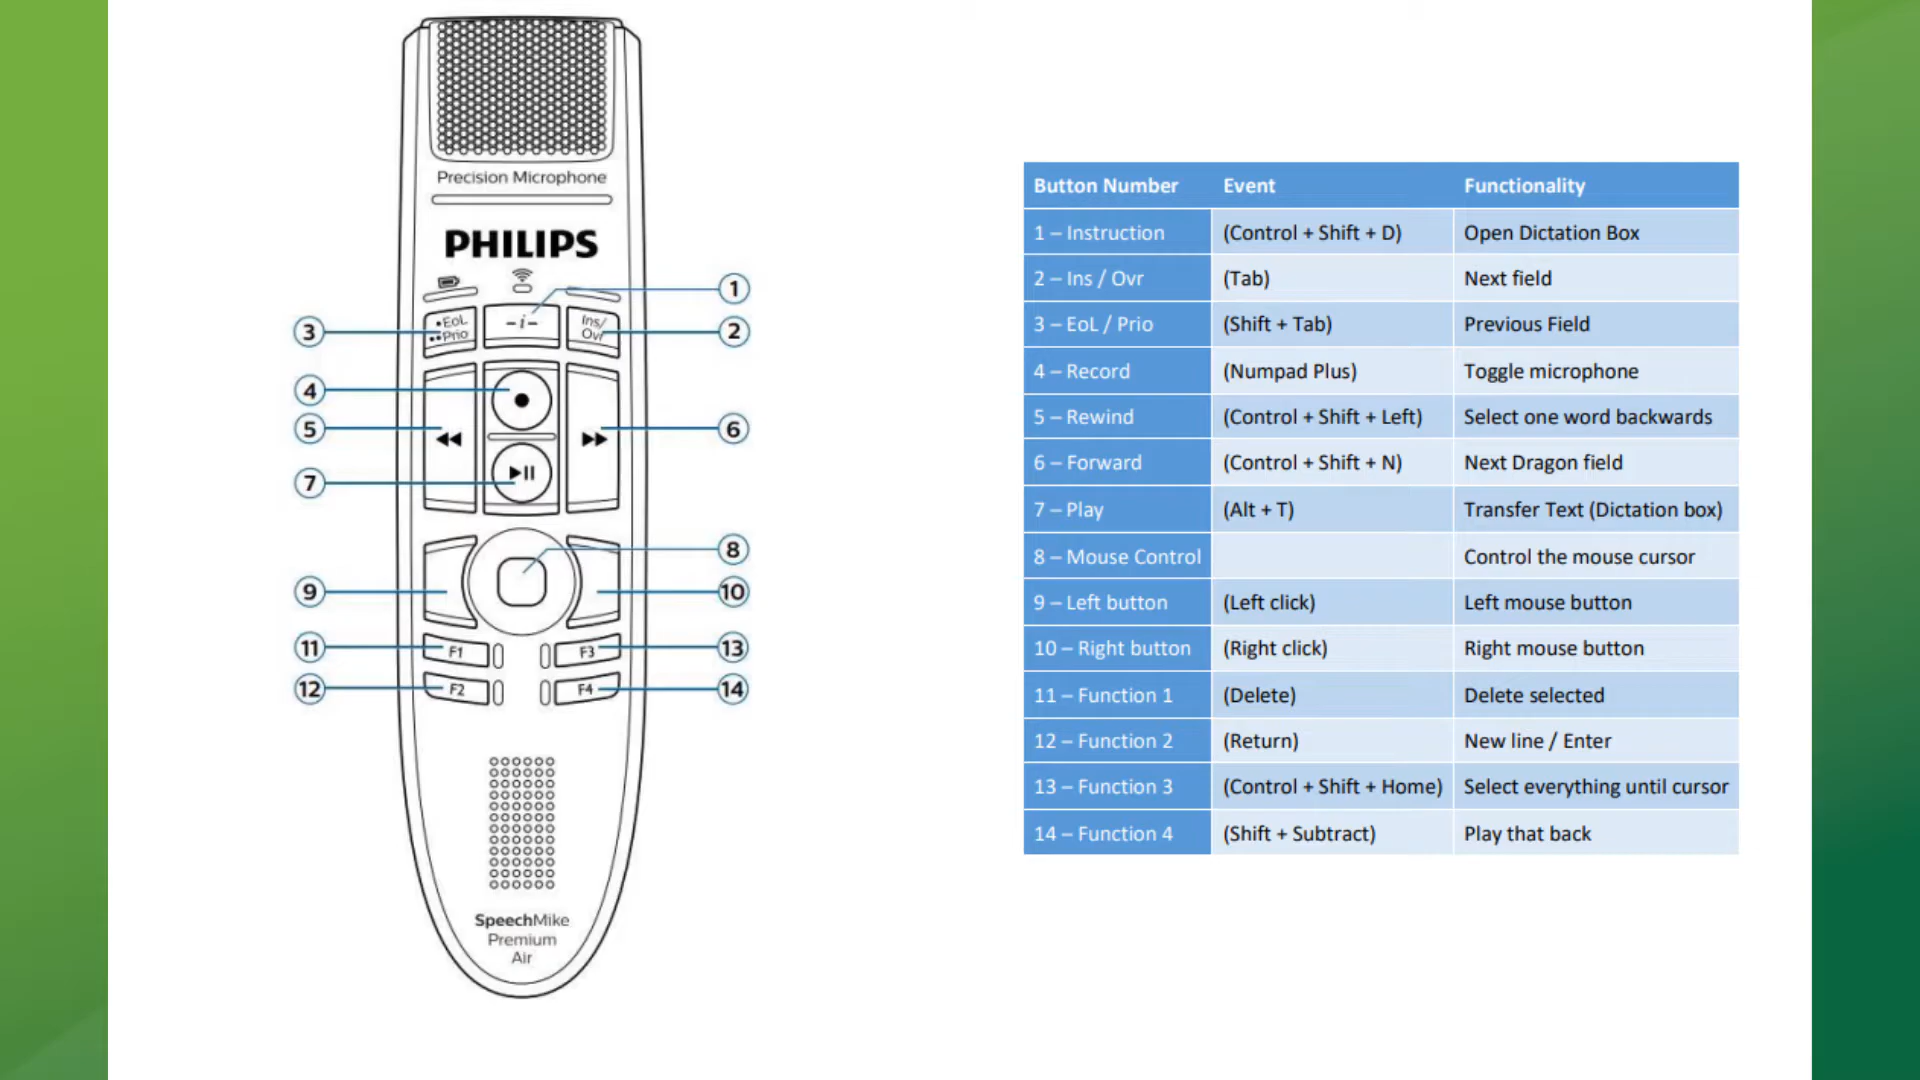 Precision Microphone
PHILIPS
1
•EoL
••Prio
-i-
Ins/
Ovr
3
2
4
5
6
7
8
9
10
11
F1
F3
13
12
F2
F4
14
SpeechMike
Premium
Air
Button Number Event Functionality
1 – Instruction (Control + Shift + D) Open Dictation Box
2 – Ins / Ovr (Tab) Next field
3 – EoL / Prio (Shift + Tab) Previous Field
4 – Record (Numpad Plus) Toggle microphone
5 – Rewind (Control + Shift + Left) Select one word backwards
6 – Forward (Control + Shift + N) Next Dragon field
7 – Play (Alt + T) Transfer Text (Dictation box)
8 – Mouse Control Control the mouse cursor
9 – Left button (Left click) Left mouse button
10 – Right button (Right click) Right mouse button
11 – Function 1 (Delete) Delete selected
12 – Function 2 (Return) New line / Enter
13 – Function 3 (Control + Shift + Home) Select everything until cursor
14 – Function 4 (Shift + Subtract) Play that back